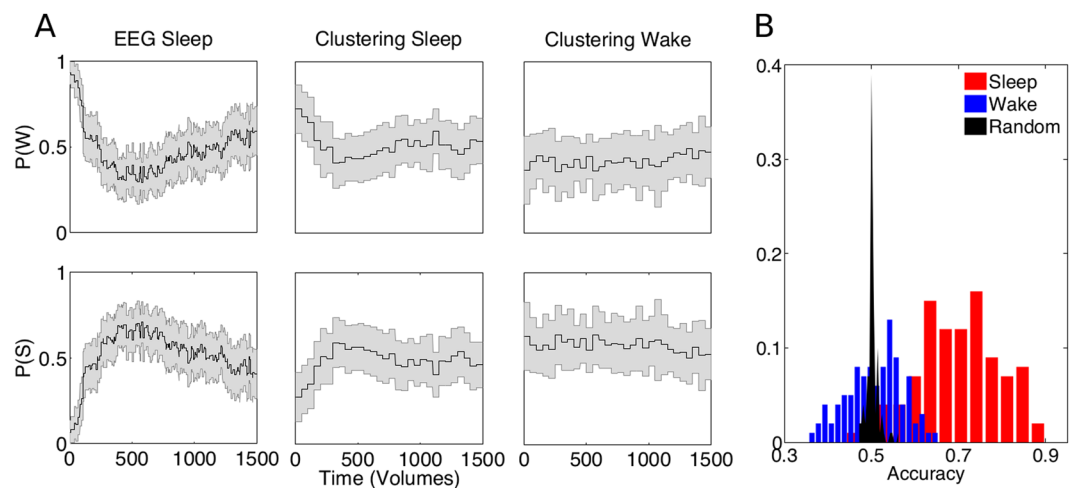 A
EEG Sleep
Clustering Sleep
Clustering Wake
P(W)
1
0.5
0
P(S)
1
0.5
0
0 500 1000 1500
0 500 1000 1500
0 500 1000 1500
Time (Volumes)
B
Sleep
Wake
Random
0.4
0.3
0.2
0.1
0
0.3 0.5 0.7 0.9
Accuracy